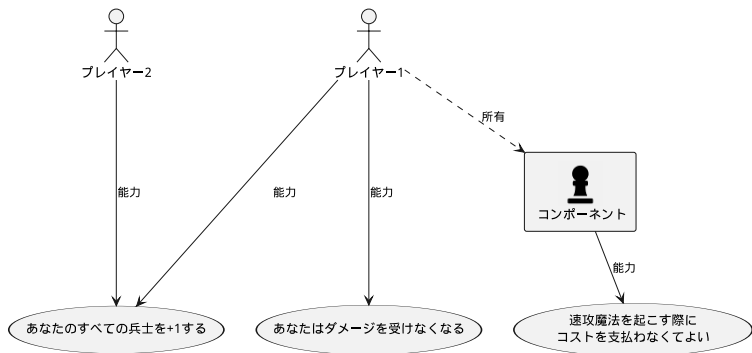 プレイヤー2
プレイヤー1
所有
コンポーネント
能力
能力
能力
能力
あなたのすべての兵士を+1する
あなたはダメージを受けなくなる
速攻魔法を起こす際に
コストを支払わなくてよい